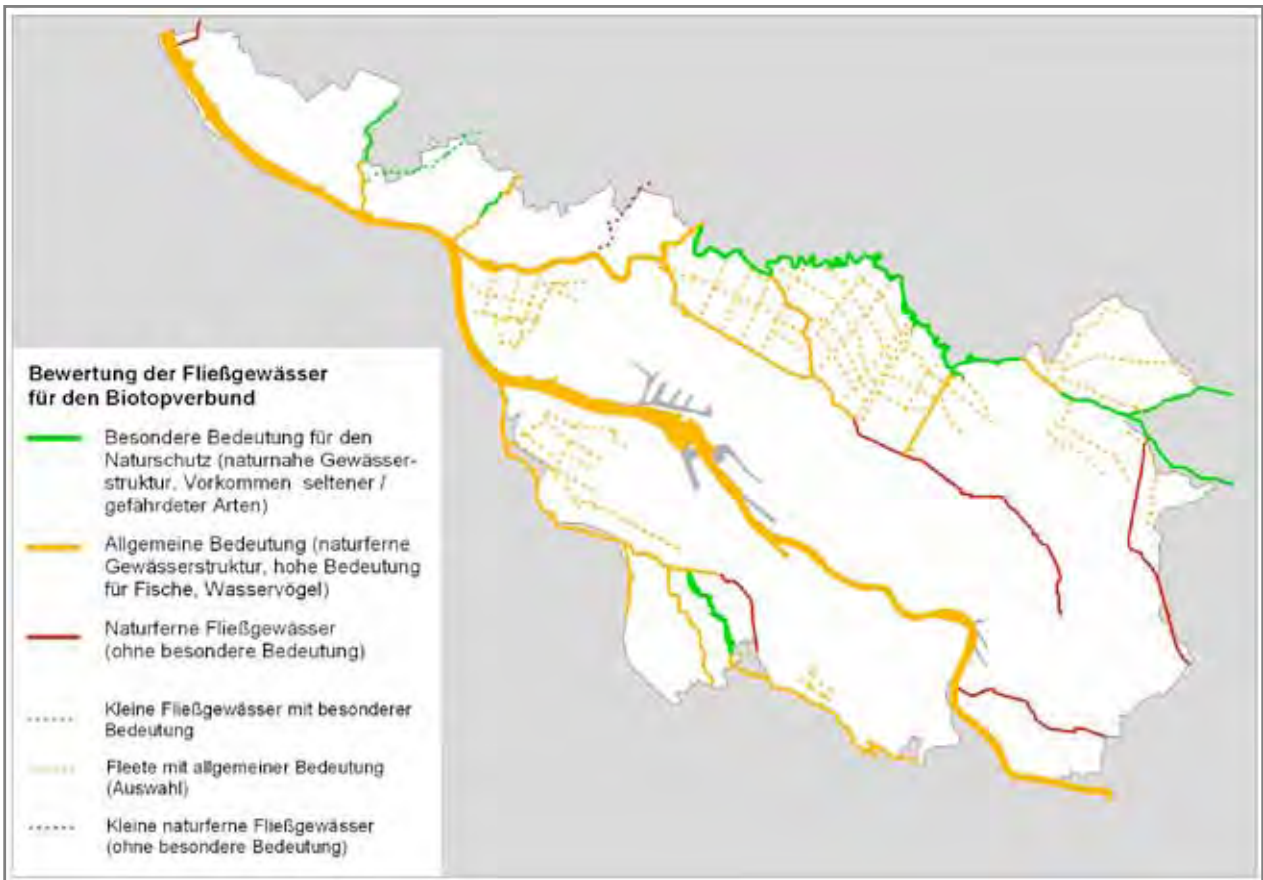 Bewertung der Fließgewässer
für den Biotopverbund
Besondere Bedeutung für den
Naturschutz (naturnahe Gewässer-
struktur, Vorkommen seltener /
gefährdeter Arten)
Allgemeine Bedeutung (naturferne
Gewässerstruktur, hohe Bedeutung
für Fische, Wasservögel)
Naturferne Fließgewässer
(ohne besondere Bedeutung)
Kleine Fließgewässer mit besonderer
Bedeutung
Fleete mit allgemeiner Bedeutung
(Auswahl)
Kleine naturferne Fließgewässer
(ohne besondere Bedeutung)